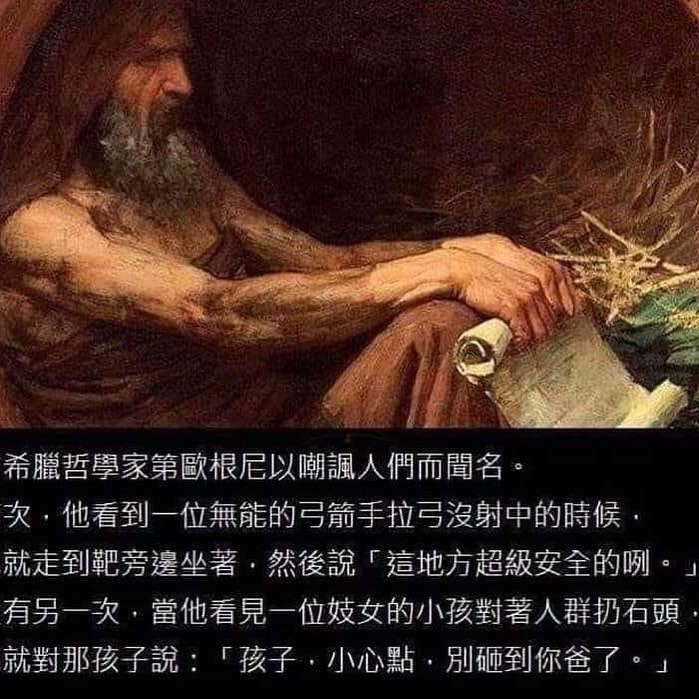 希臘哲學家第歐根尼以嘲諷人們而聞名。
次，他看到一位無能的弓箭手拉弓沒射中的時候，
就走到靶旁邊坐著，然後說「這地方超級安全的咧。」
有另一次，當他看見一位妓女的小孩對著人群扔石頭，
就對那孩子說：「孩子，小心點，別砸到你爸了。」